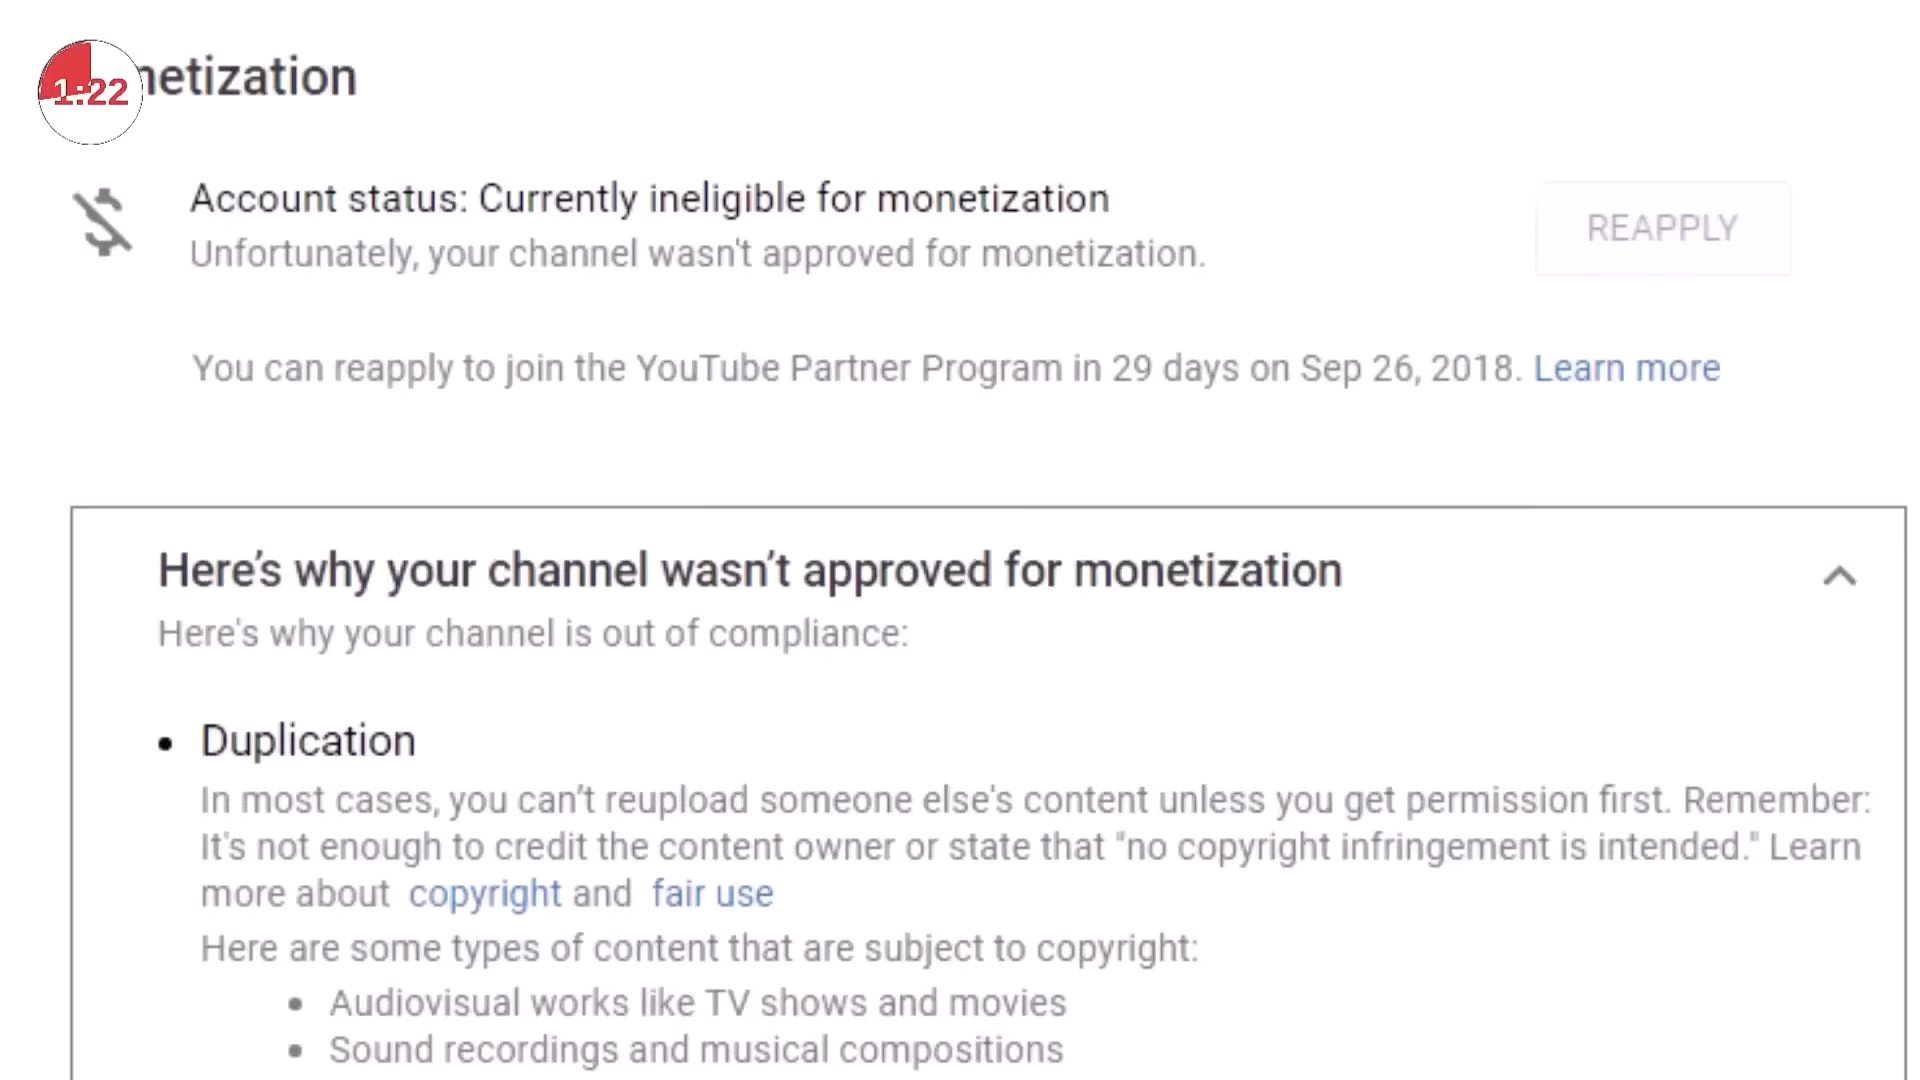 1:22
netization
Account status: Currently ineligible for monetization
REAPPLY
Unfortunately, your channel wasn't approved for monetization.
You can reapply to join the YouTube Partner Program in 29 days on Sep 26, 2018. Learn more
Here’s why your channel wasn’t approved for monetization
Here's why your channel is out of compliance:
• Duplication
In most cases, you can’t reupload someone else's content unless you get permission first. Remember:
It's not enough to credit the content owner or state that "no copyright infringement is intended." Learn
more about copyright and fair use
Here are some types of content that are subject to copyright:
• Audiovisual works like TV shows and movies
• Sound recordings and musical compositions